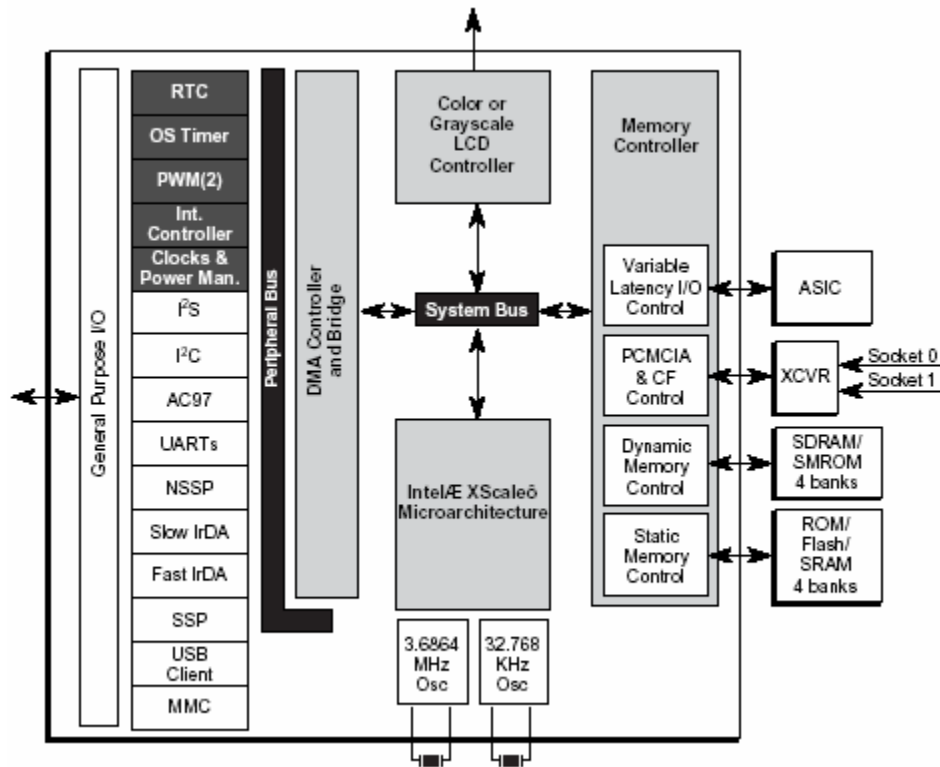 General Purpose I/O
RTC
OS Timer
PWM(2)
Int.
Controller
Clocks &
Power Man.
I²S
I²C
AC97
UARTs
NSSP
Slow IrDA
Fast IrDA
SSP
USB
Client
MMC
Peripheral Bus
DMA Controller
and Bridge
Color or
Grayscale
LCD
Controller
System Bus
IntelÆ XScaleõ
Microarchitecture
3.6864
MHz
Osc
32.768
KHz
Osc
Memory
Controller
Variable
Latency I/O
Control
PCMCIA
& CF
Control
Dynamic
Memory
Control
Static
Memory
Control
ASIC
XCVR
Socket 0
Socket 1
SDRAM/
SMROM
4 banks
ROM/
Flash/
SRAM
4 banks